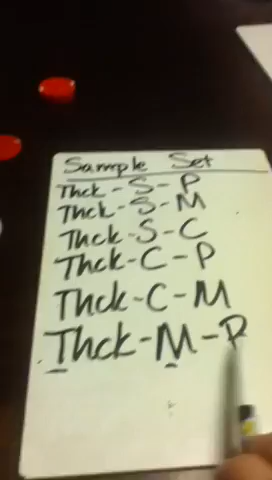 Sample Set
Thck-S-P
Thck-S-M
Thck-S-C
Thck-C-P
Thck-C-M
Thck-M-P